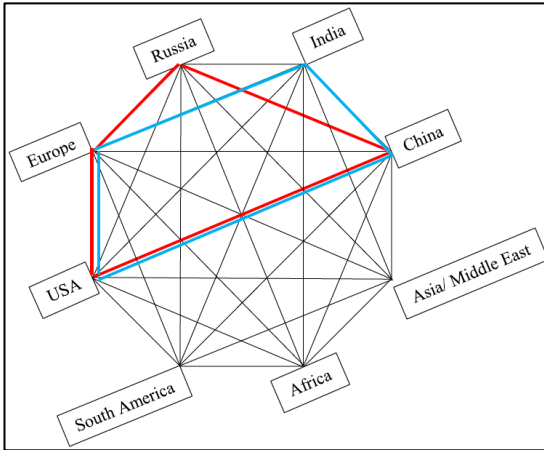 Russia
India
Europe
China
USA
Asia/ Middle East
South America
Africa